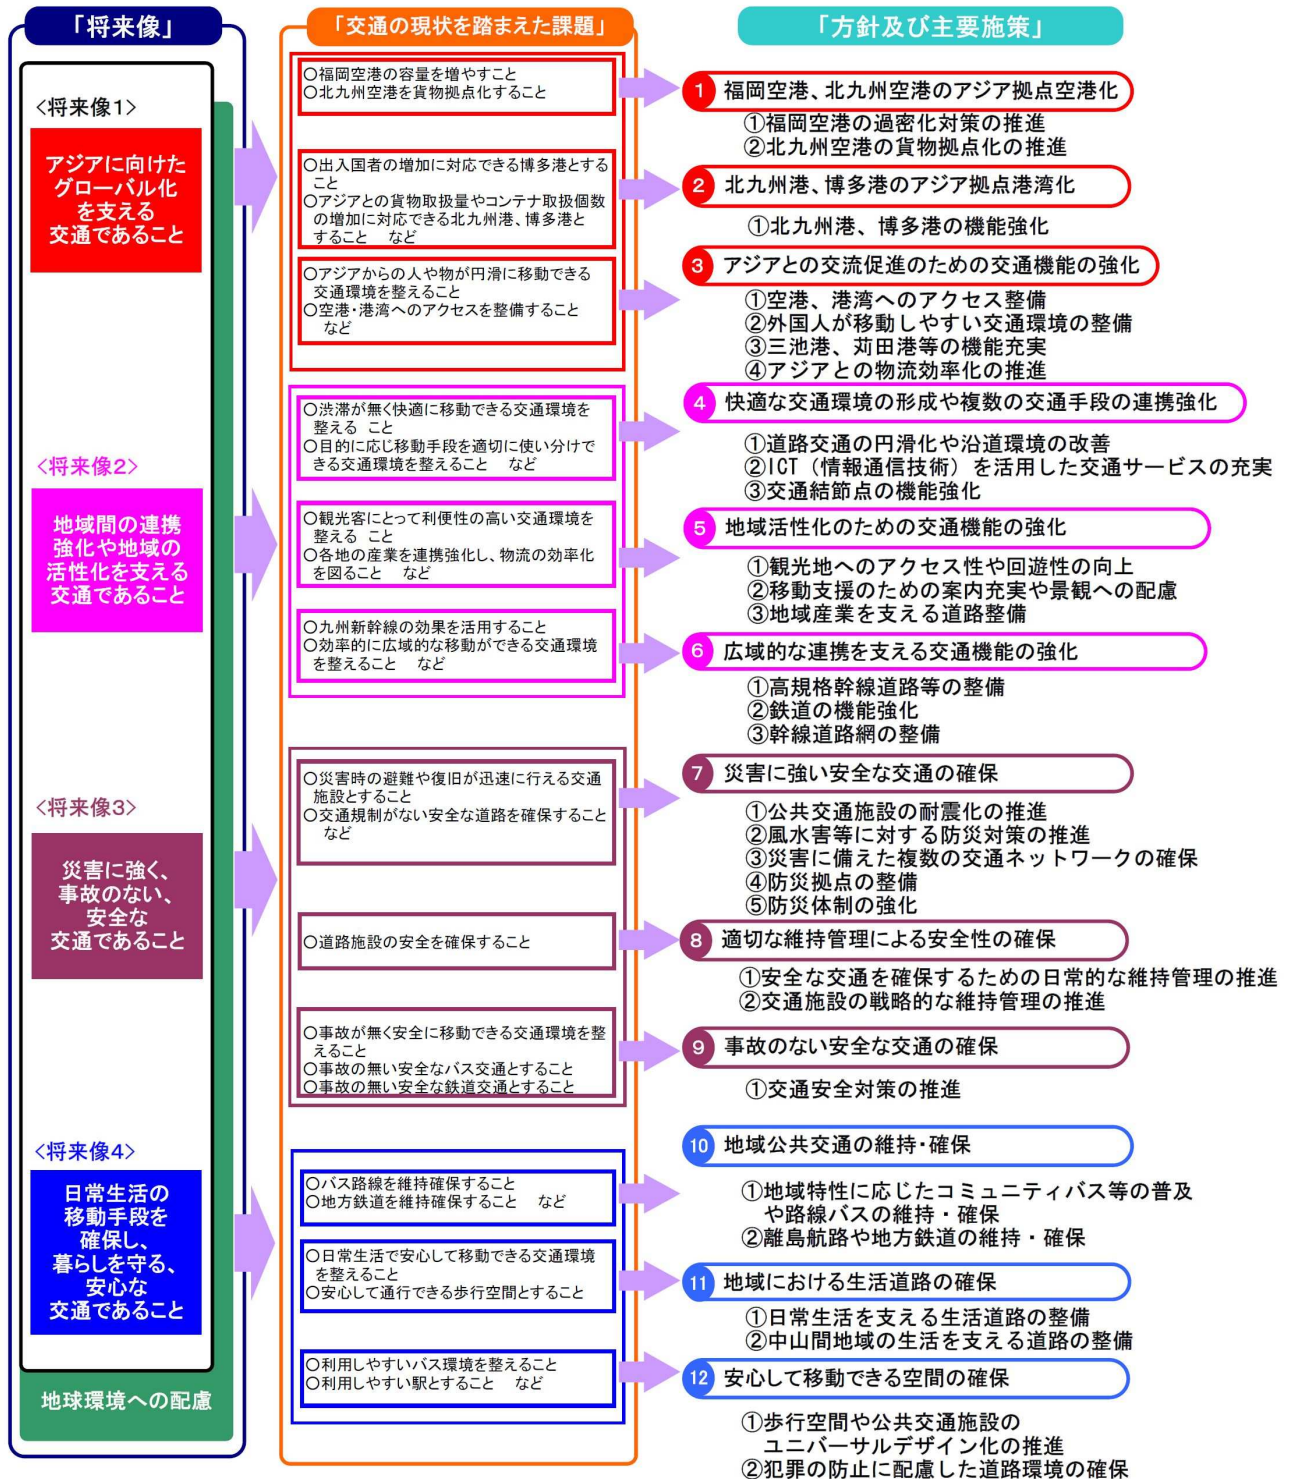 「将来像」
<将来像1>
アジアに向けた
グローバル化
を支える
交通であること
<将来像2>
地域間の連携
強化や地域の
活性化を支える
交通であること
<将来像3>
災害に強く、
事故のない、
安全な
交通であること
<将来像4>
日常生活の
移動手段を
確保し、
暮らしを守る、
安心な
交通であること
地球環境への配慮
「交通の現状を踏まえた課題」
○福岡空港の容量を増やすこと
○北九州空港を貨物拠点化すること
○出入国者の増加に対応できる博多港とする
こと
○アジアとの貨物取扱量やコンテナ取扱個数
の増加に対応できる北九州港、博多港と
すること など
○アジアからの人や物が円滑に移動できる
交通環境を整えること
○空港・港湾へのアクセスを整備すること
など
○渋滞が無く快適に移動できる交通環境を
整える こと
○目的に応じ移動手段を適切に使い分けで
きる交通環境を整えること など
○観光客にとって利便性の高い交通環境を
整える こと
○各地の産業を連携強化し、物流の効率化
を図ること など
○九州新幹線の効果を活用すること
○効率的に広域的な移動ができる交通環境
を整えること など
○災害時の避難や復旧が迅速に行える交通
施設とすること
○交通規制がない安全な道路を確保すること
など
○道路施設の安全を確保すること
○事故が無く安全に移動できる交通環境を整
えること
○事故の無い安全なバス交通とすること
○事故の無い安全な鉄道交通とすること
○バス路線を維持確保すること
○地方鉄道を維持確保すること など
○日常生活で安心して移動できる交通環境
を整えること
○安心して通行できる歩行空間とすること
○利用しやすいバス環境を整えること
○利用しやすい駅とすること など
「方針及び主要施策」
1 福岡空港、北九州空港のアジア拠点空港化
①福岡空港の過密化対策の推進
②北九州空港の貨物拠点化の推進
2 北九州港、博多港のアジア拠点港湾化
①北九州港、博多港の機能強化
3 アジアとの交流促進のための交通機能の強化
①空港、港湾へのアクセス整備
②外国人が移動しやすい交通環境の整備
③三池港、苅田港等の機能充実
④アジアとの物流効率化の推進
4 快適な交通環境の形成や複数の交通手段の連携強化
①道路交通の円滑化や沿道環境の改善
②ICT（情報通信技術）を活用した交通サービスの充実
③交通結節点の機能強化
5 地域活性化のための交通機能の強化
①観光地へのアクセス性や回遊性の向上
②移動支援のための案内充実や景観への配慮
③地域産業を支える道路整備
6 広域的な連携を支える交通機能の強化
①高規格幹線道路等の整備
②鉄道の機能強化
③幹線道路網の整備
7 災害に強い安全な交通の確保
①公共交通施設の耐震化の推進
②風水害等に対する防災対策の推進
③災害に備えた複数の交通ネットワークの確保
④防災拠点の整備
⑤防災体制の強化
8 適切な維持管理による安全性の確保
①安全な交通を確保するための日常的な維持管理の推進
②交通施設の戦略的な維持管理の推進
9 事故のない安全な交通の確保
①交通安全対策の推進
10 地域公共交通の維持・確保
①地域特性に応じたコミュニティバス等の普及
や路線バスの維持・確保
②離島航路や地方鉄道の維持・確保
11 地域における生活道路の確保
①日常生活を支える生活道路の整備
②中山間地域の生活を支える道路の整備
12 安心して移動できる空間の確保
①歩行空間や公共交通施設の
ユニバーサルデザイン化の推進
②犯罪の防止に配慮した道路環境の確保